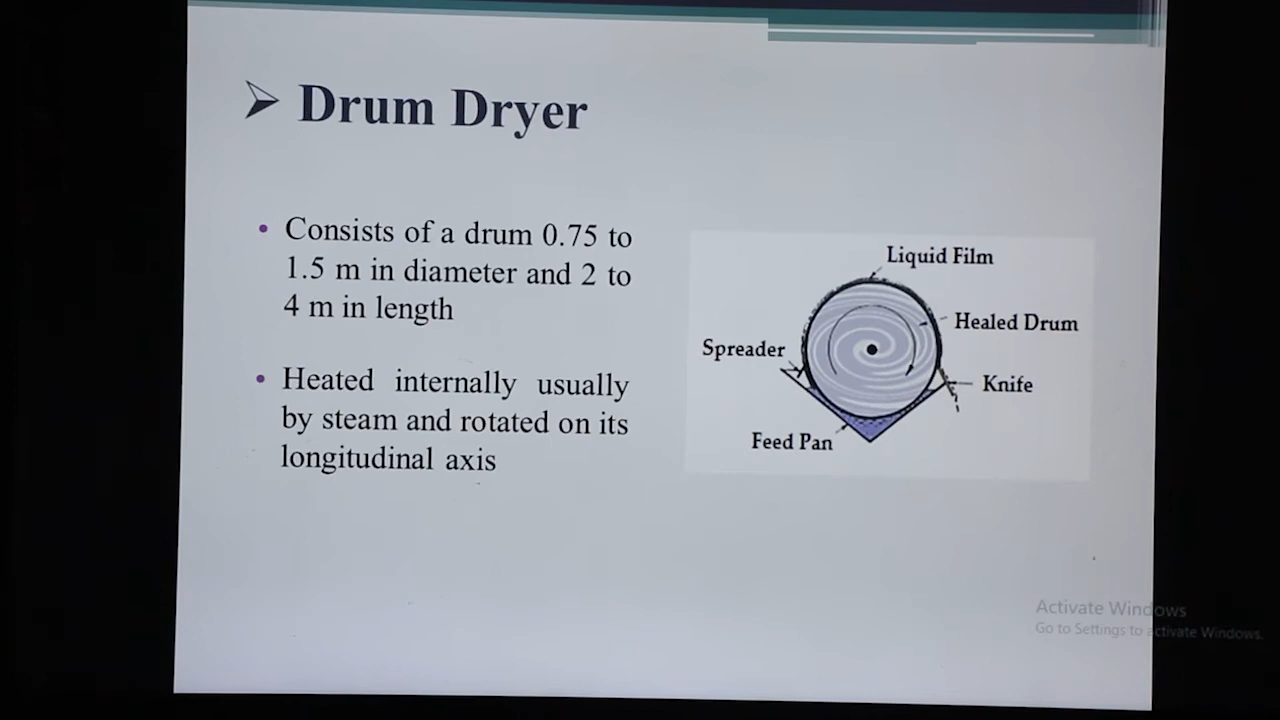 Drum Dryer
• Consists of a drum 0.75 to
1.5 m in diameter and 2 to
4 m in length
• Heated internally usually
by steam and rotated on its
longitudinal axis
Liquid Film
Healed Drum
Spreader
Knife
Feed Pan
Activate Windows
Go to Settings to activate Windows.